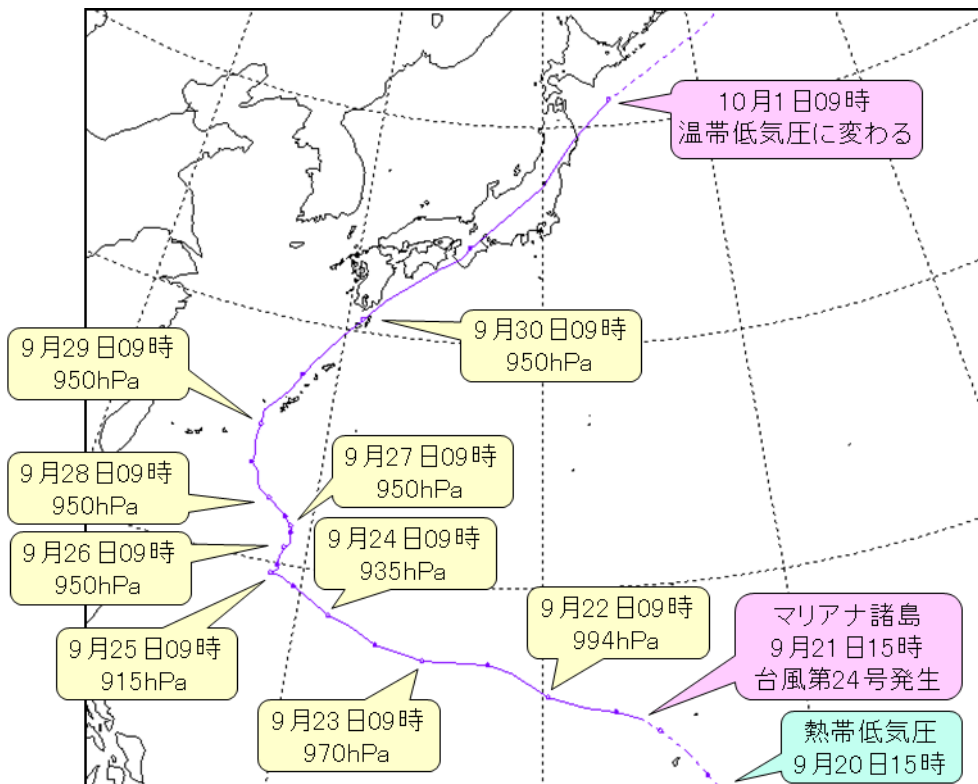 10月1日09時
温帯低気圧に変わる
9月30日09時
950hPa
9月29日09時
950hPa
9月27日09時
950hPa
9月28日09時
950hPa
9月24日09時
935hPa
9月26日09時
950hPa
9月22日09時
994hPa
マリアナ諸島
9月21日15時
台風第24号発生
9月25日09時
915hPa
9月23日09時
970hPa
熱帯低気圧
9月20日15時